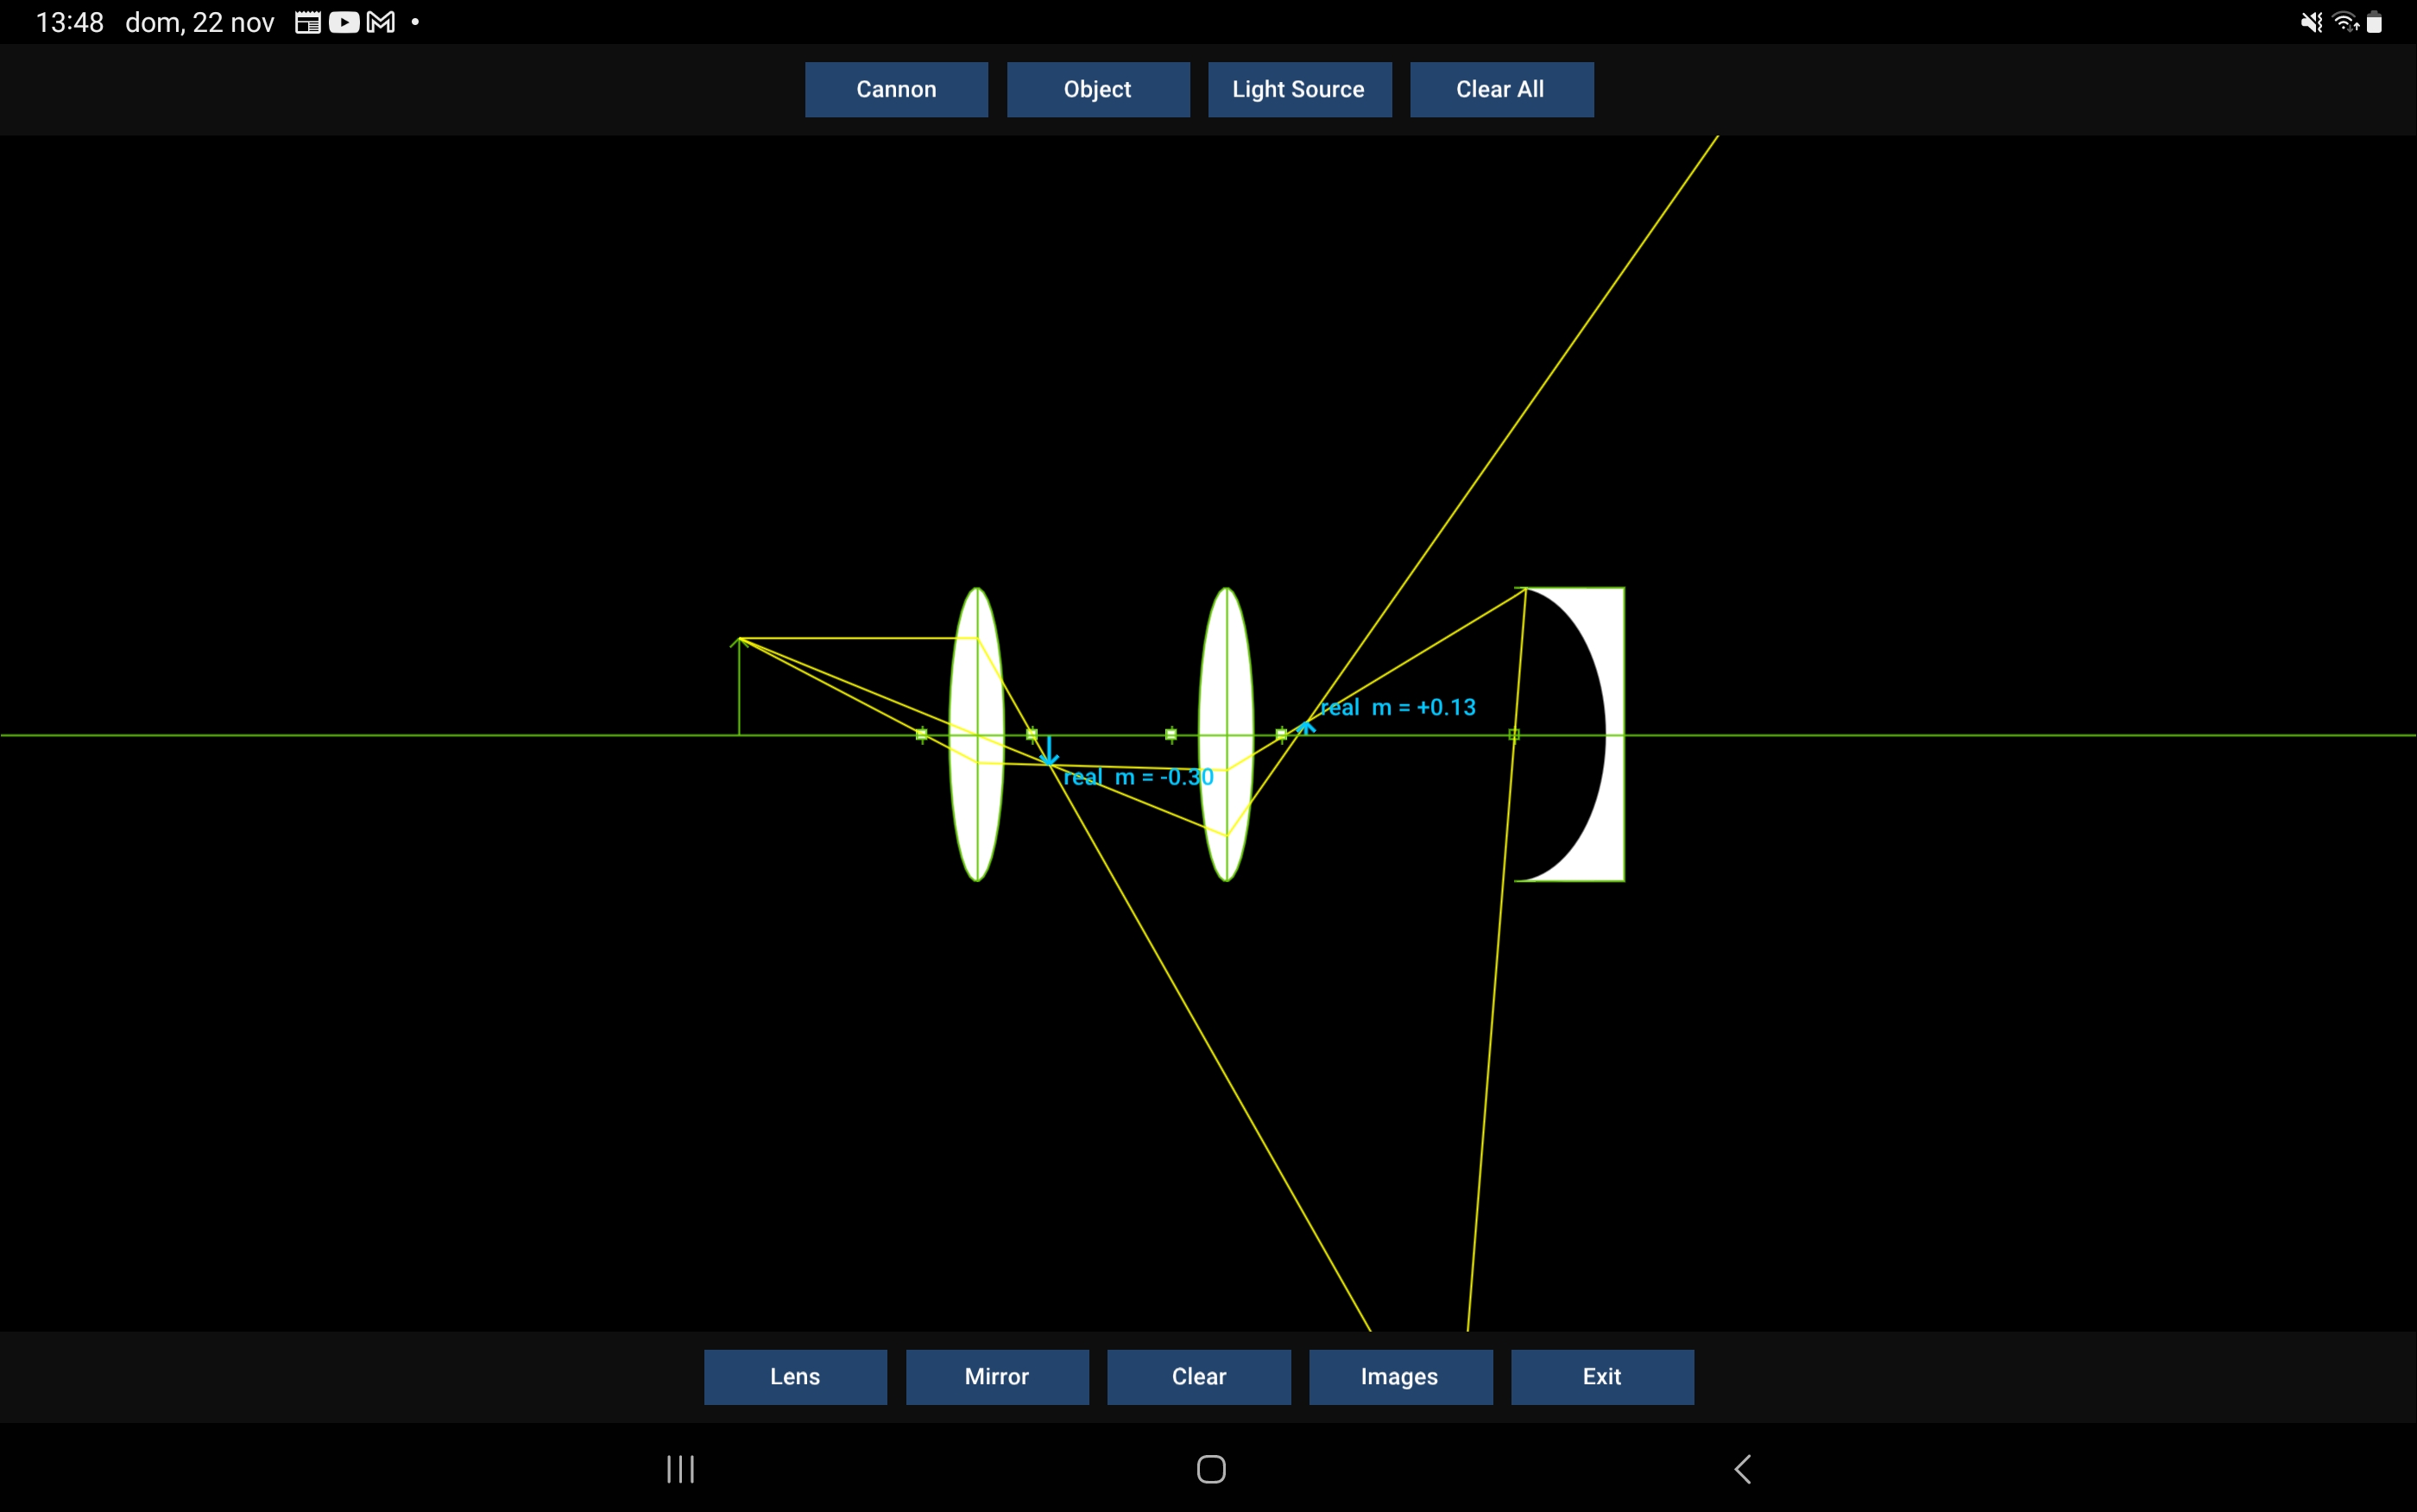 13:48 dom, 22 nov
Cannon Object Light Source Clear All
real m = +0.13
real m = -0.30
Lens Mirror Clear Images Exit